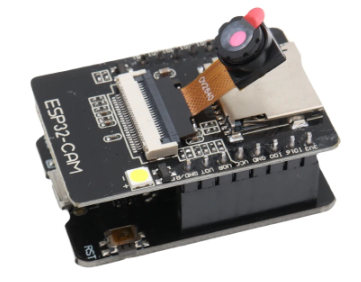 ESP32-CAM
OV2640
3V3 IO16 IO0 GND VCC U0R U0T GND/R
RST